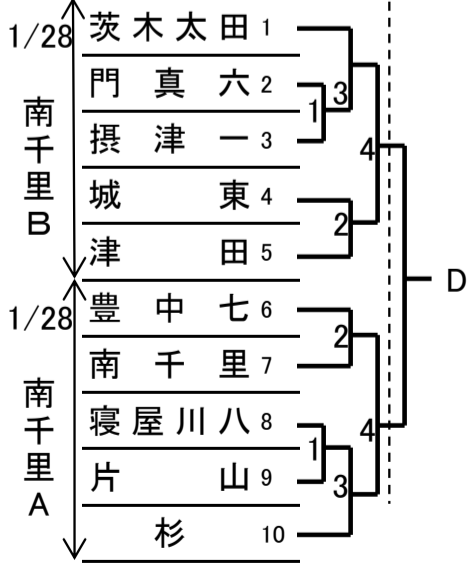 1/28
南千里B
茨木太田 1
門真六 2
摂津一 3
城東 4
津田 5
1
3
2
4
D
1/28
南千里A
豊中七 6
南千里 7
寝屋川八 8
片山 9
杉 10
2
1
3
4